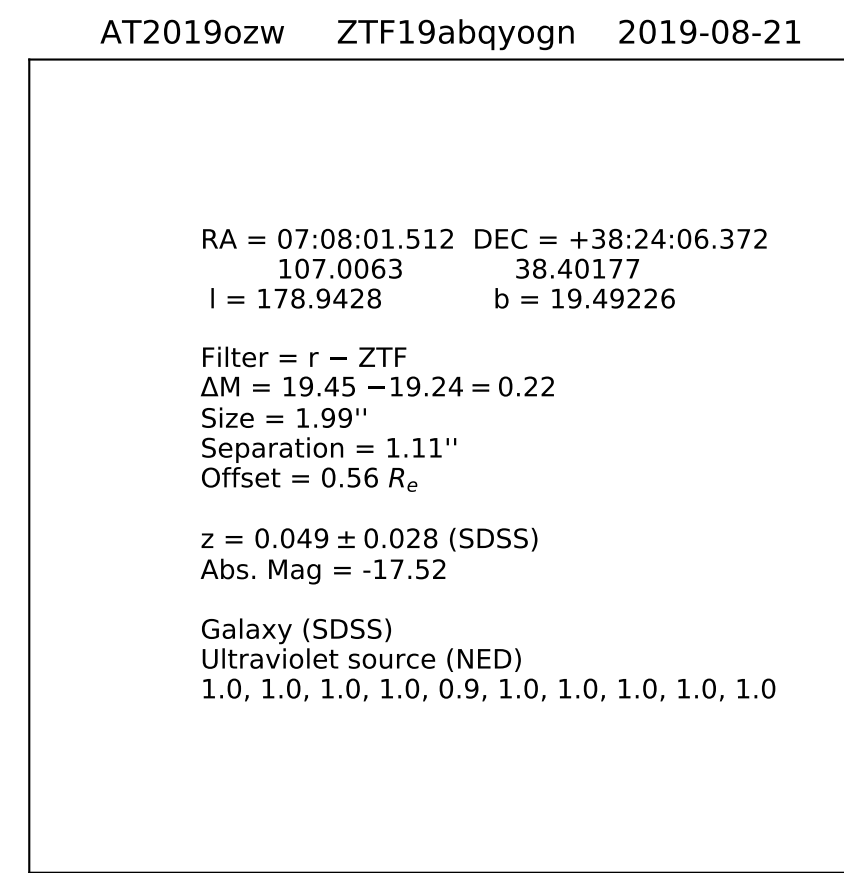 AT2019ozw ZTF19abqyogn 2019-08-21
RA = 07:08:01.512 DEC = +38:24:06.372
107.0063 38.40177
l = 178.9428 b = 19.49226
Filter = r − ZTF
ΔM = 19.45 −19.24 = 0.22
Size = 1.99''
Separation = 1.11''
Offset = 0.56 Rₑ
z = 0.049 ± 0.028 (SDSS)
Abs. Mag = -17.52
Galaxy (SDSS)
Ultraviolet source (NED)
1.0, 1.0, 1.0, 1.0, 0.9, 1.0, 1.0, 1.0, 1.0, 1.0